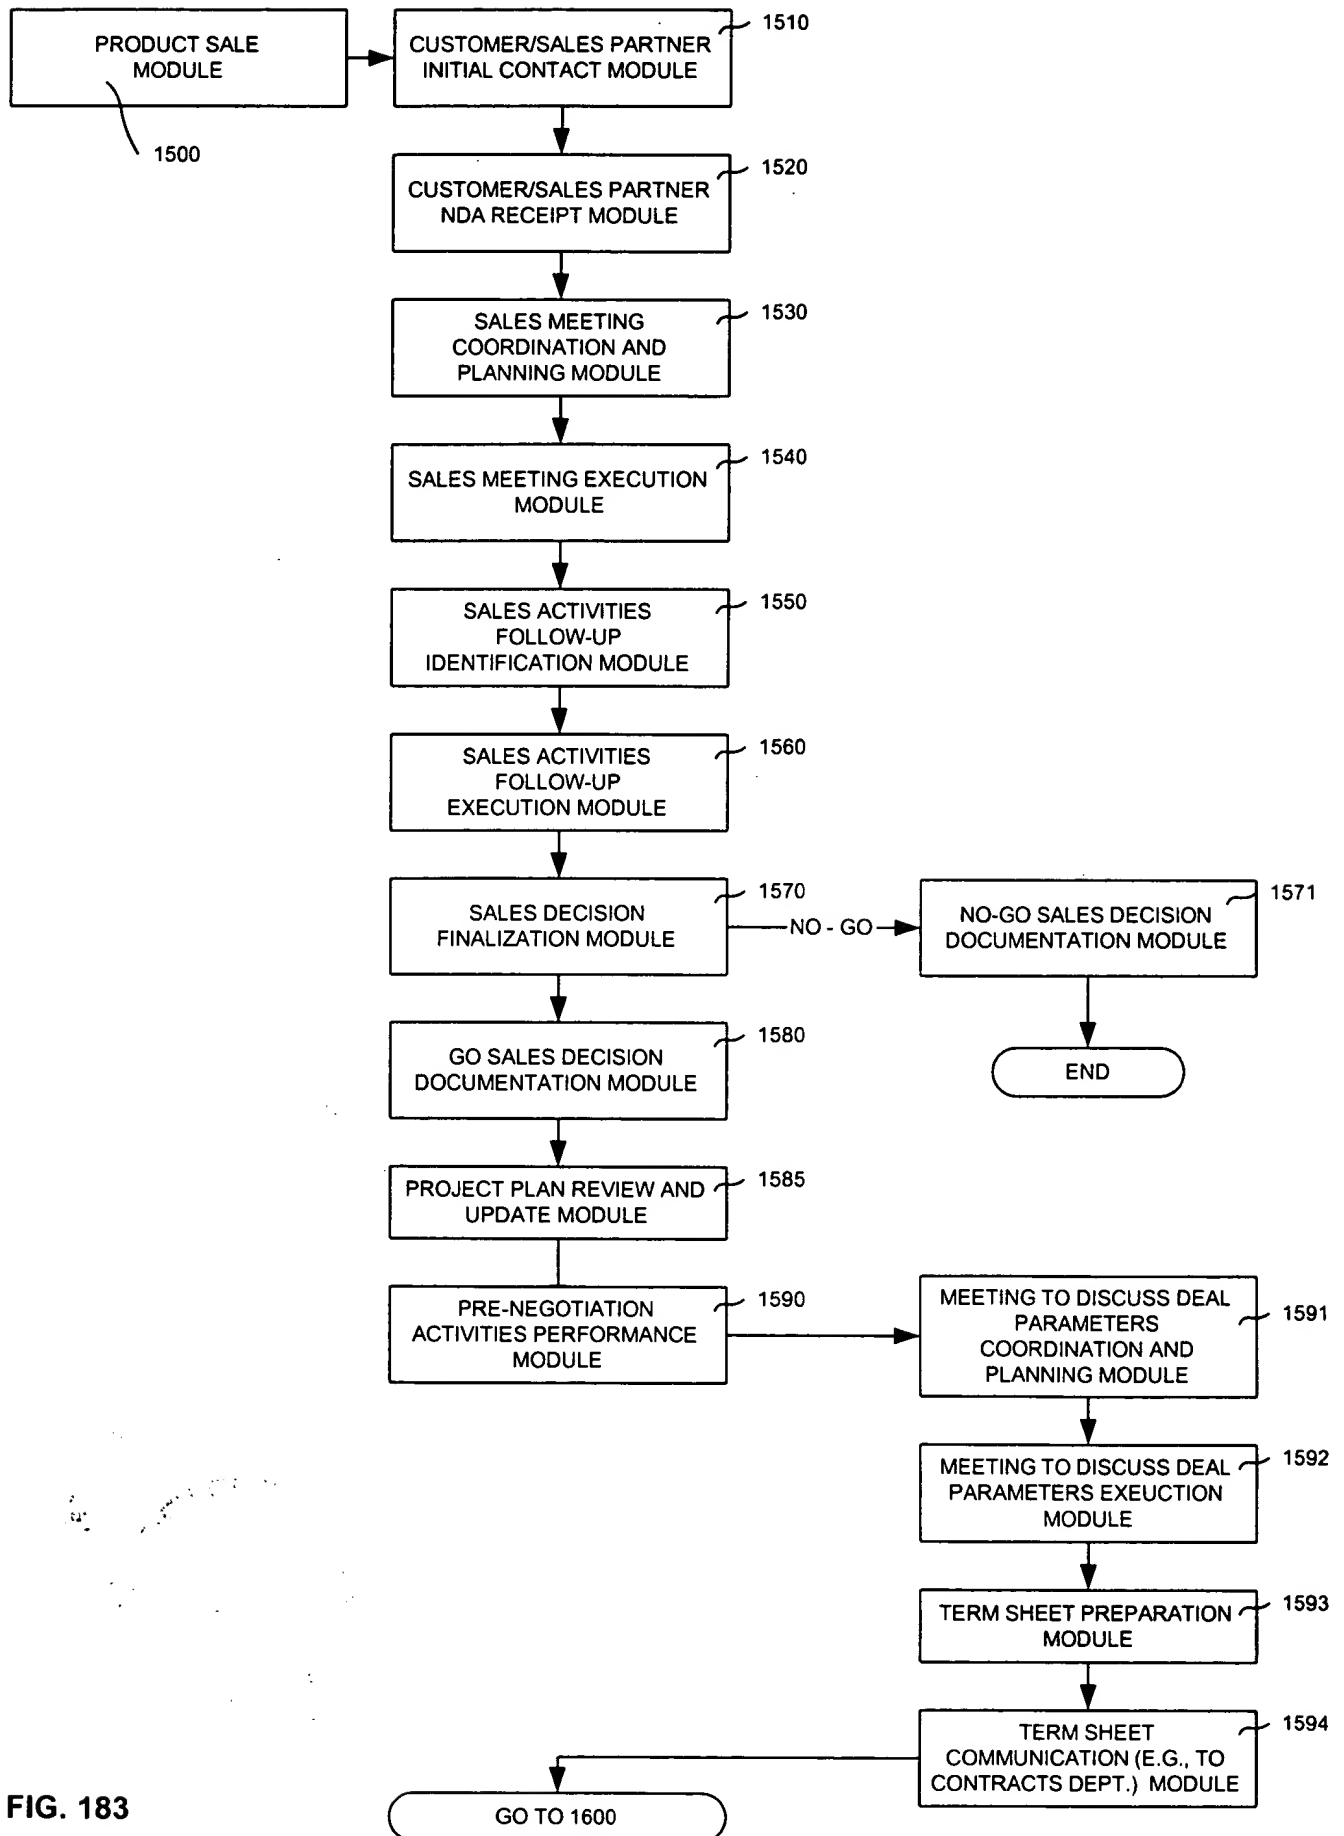 PRODUCT SALE
MODULE
1500
CUSTOMER/SALES PARTNER
INITIAL CONTACT MODULE
1510
CUSTOMER/SALES PARTNER
NDA RECEIPT MODULE
1520
SALES MEETING
COORDINATION AND
PLANNING MODULE
1530
SALES MEETING EXECUTION
MODULE
1540
SALES ACTIVITIES
FOLLOW-UP
IDENTIFICATION MODULE
1550
SALES ACTIVITIES
FOLLOW-UP
EXECUTION MODULE
1560
SALES DECISION
FINALIZATION MODULE
1570
NO - GO
NO-GO SALES DECISION
DOCUMENTATION MODULE
1571
END
GO SALES DECISION
DOCUMENTATION MODULE
1580
PROJECT PLAN REVIEW AND
UPDATE MODULE
1585
PRE-NEGOTIATION
ACTIVITIES PERFORMANCE
MODULE
1590
MEETING TO DISCUSS DEAL
PARAMETERS
COORDINATION AND
PLANNING MODULE
1591
MEETING TO DISCUSS DEAL
PARAMETERS EXEUCTION
MODULE
1592
TERM SHEET PREPARATION
MODULE
1593
TERM SHEET
COMMUNICATION (E.G., TO
CONTRACTS DEPT.) MODULE
1594
GO TO 1600
FIG. 183